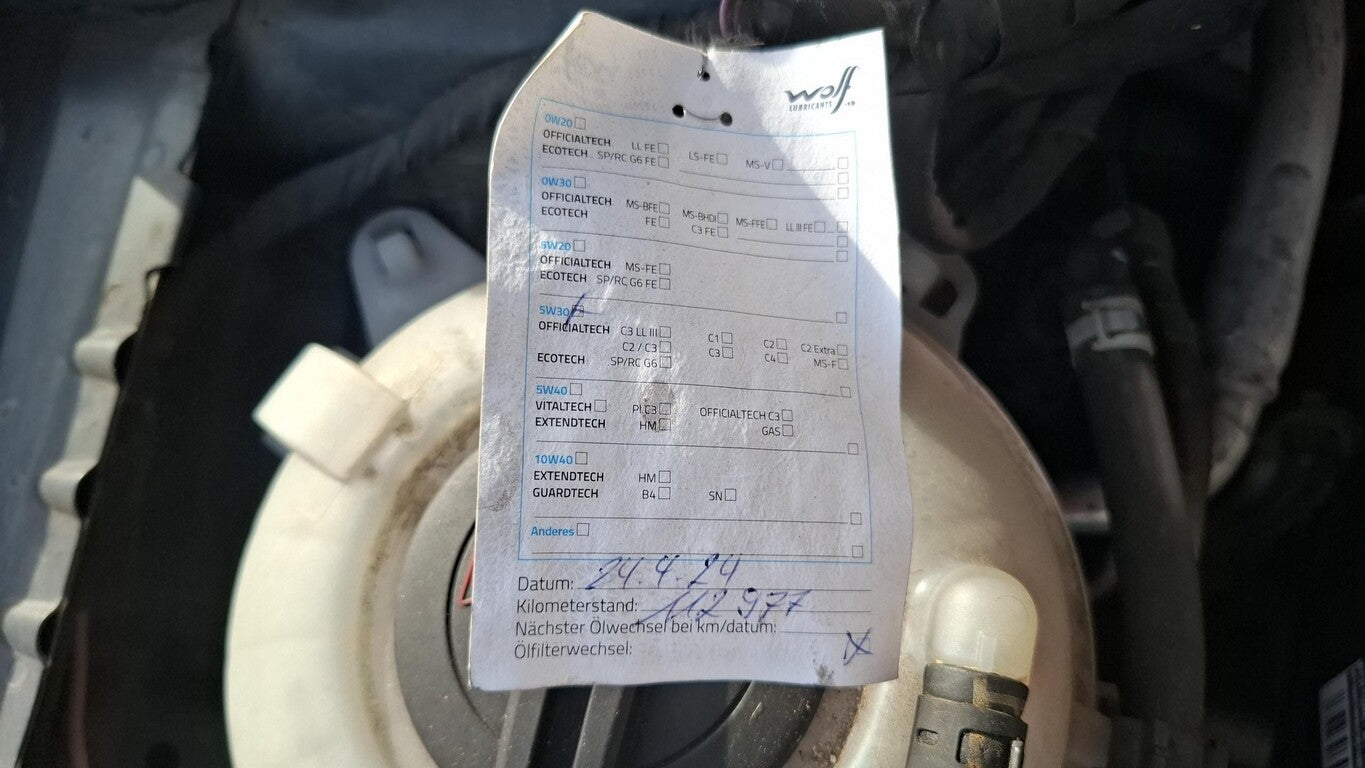 wolf
LUBRICANTS
0W20
OFFICIALTECH LL FE LS-FE MS-V
ECOTECH SP/RC G6 FE
0W30
OFFICIALTECH MS-BFE MS-BHDI MS-FFE LL III FE
ECOTECH FE C3 FE
5W20
OFFICIALTECH MS-FE
ECOTECH SP/RC G6 FE
5W30
OFFICIALTECH C3 LL III C1 C2 C2 Extra
C2 / C3 C3 C4 MS-F
ECOTECH SP/RC G6
5W40
VITALTECH PI C3 OFFICIALTECH C3
EXTENDTECH HM GAS
10W40
EXTENDTECH HM
GUARDTECH B4 SN
Anderes
Datum: 24.4.24
Kilometerstand: 112 977
Nächster Ölwechsel bei km/datum:
Ölfilterwechsel: X